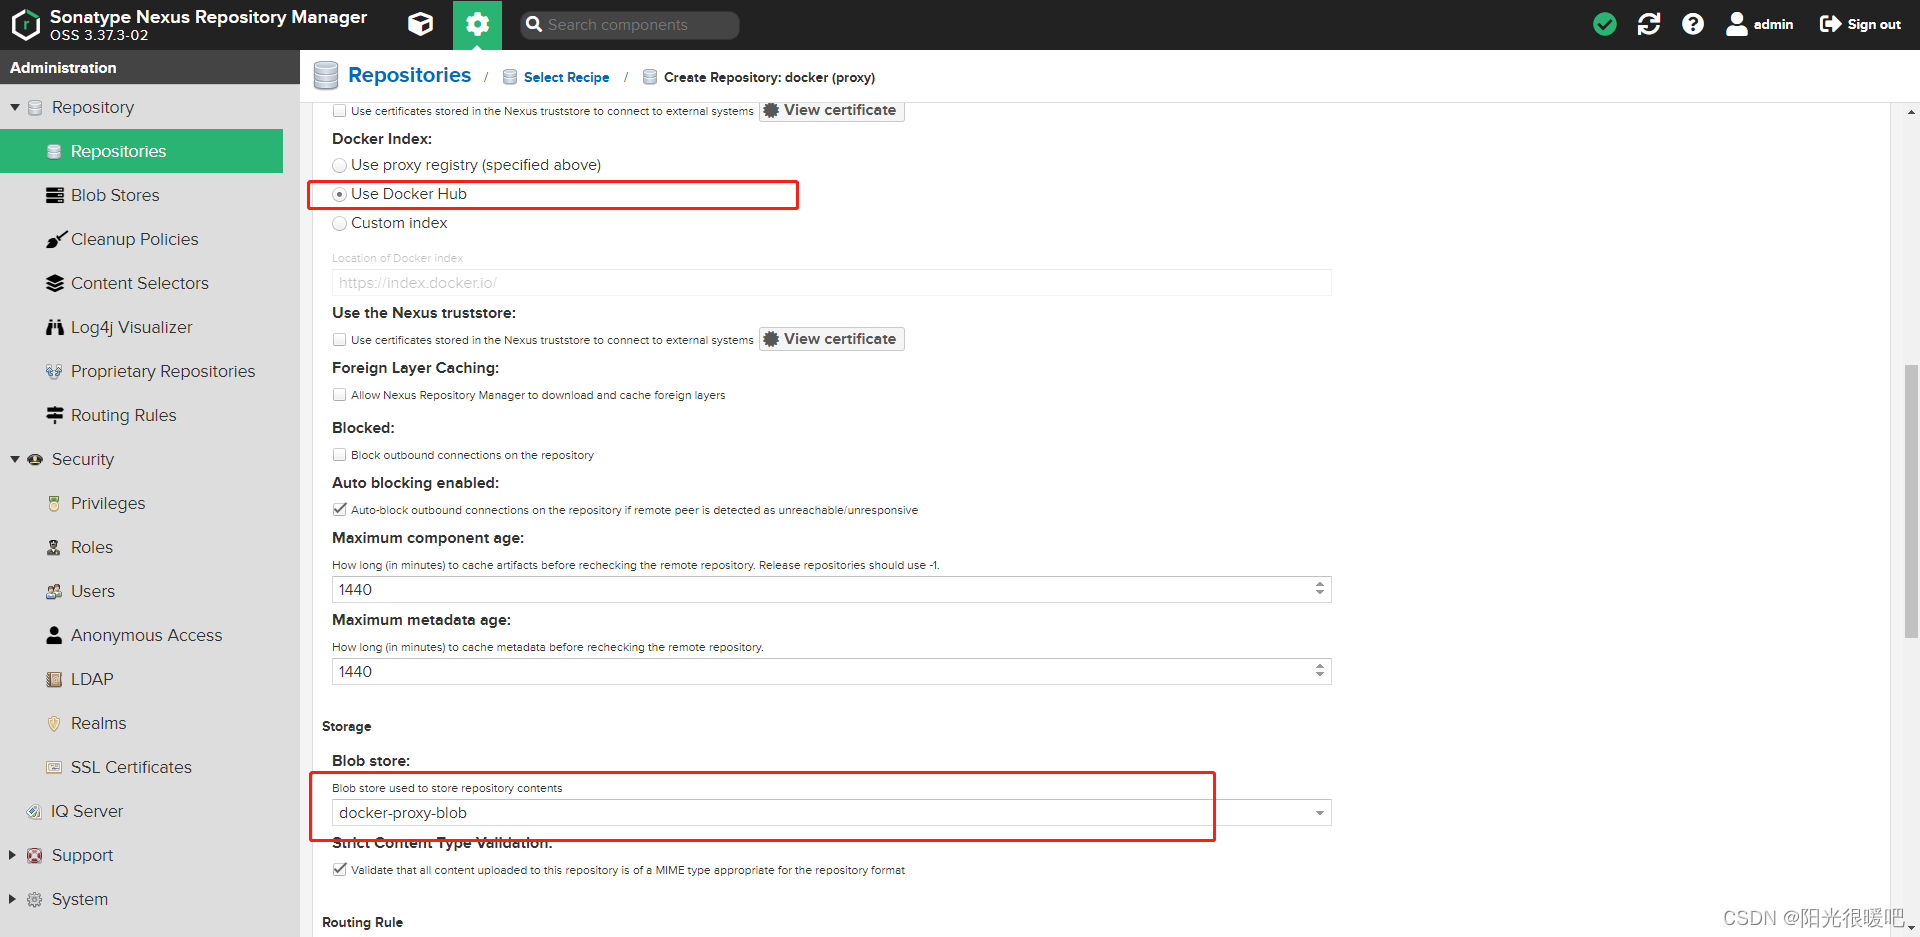 Sonatype Nexus Repository Manager
OSS 3.37.3-02
Search components
admin
Sign out
Administration
Repository
Repositories
Blob Stores
Cleanup Policies
Content Selectors
Log4j Visualizer
Proprietary Repositories
Routing Rules
Security
Privileges
Roles
Users
Anonymous Access
LDAP
Realms
SSL Certificates
IQ Server
Support
System
Repositories / Select Recipe / Create Repository: docker (proxy)
Use certificates stored in the Nexus truststore to connect to external systems View certificate
Docker Index:
Use proxy registry (specified above)
Use Docker Hub
Custom index
Location of Docker index
https://index.docker.io/
Use the Nexus truststore:
Use certificates stored in the Nexus truststore to connect to external systems View certificate
Foreign Layer Caching:
Allow Nexus Repository Manager to download and cache foreign layers
Blocked:
Block outbound connections on the repository
Auto blocking enabled:
Auto-block outbound connections on the repository if remote peer is detected as unreachable/unresponsive
Maximum component age:
How long (in minutes) to cache artifacts before rechecking the remote repository. Release repositories should use -1.
1440
Maximum metadata age:
How long (in minutes) to cache metadata before rechecking the remote repository.
1440
Storage
Blob store:
Blob store used to store repository contents
docker-proxy-blob
Strict Content Type Validation:
Validate that all content uploaded to this repository is of a MIME type appropriate for the repository format
Routing Rule
CSDN @阳光很暖吧